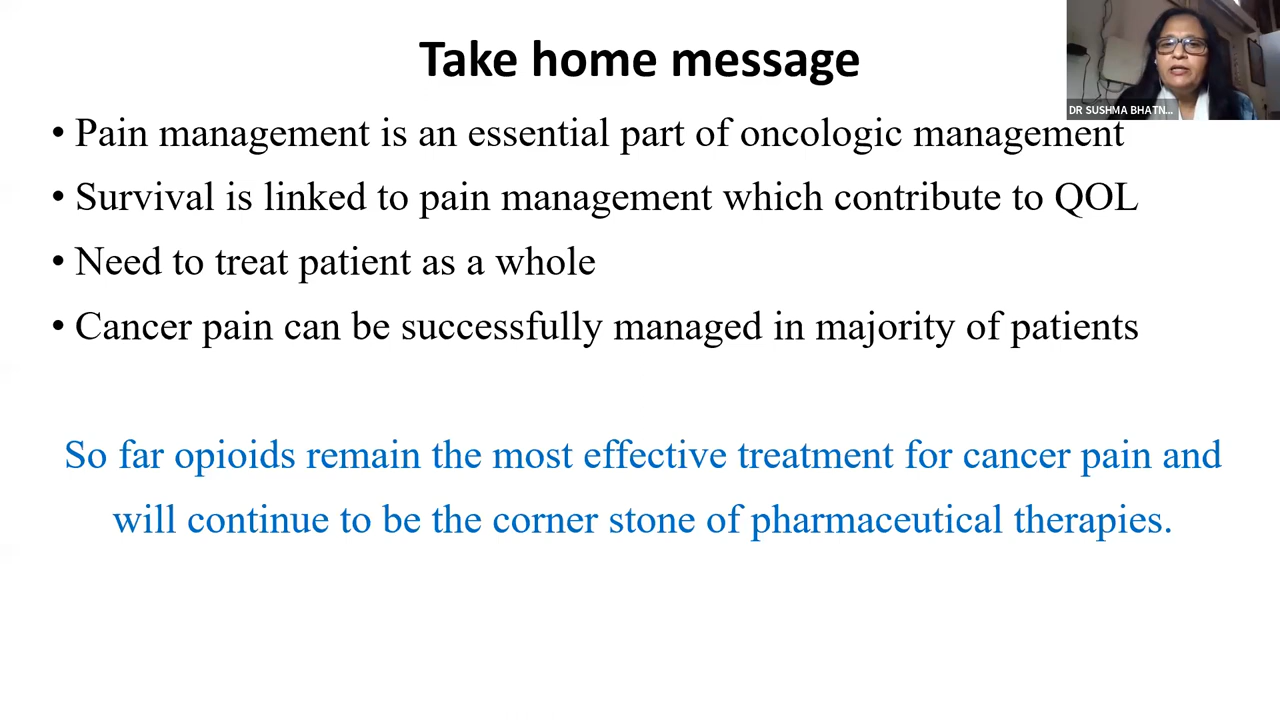 Take home message
DR SUSHMA BHATN...
• Pain management is an essential part of oncologic management
• Survival is linked to pain management which contribute to QOL
• Need to treat patient as a whole
• Cancer pain can be successfully managed in majority of patients
So far opioids remain the most effective treatment for cancer pain and
will continue to be the corner stone of pharmaceutical therapies.